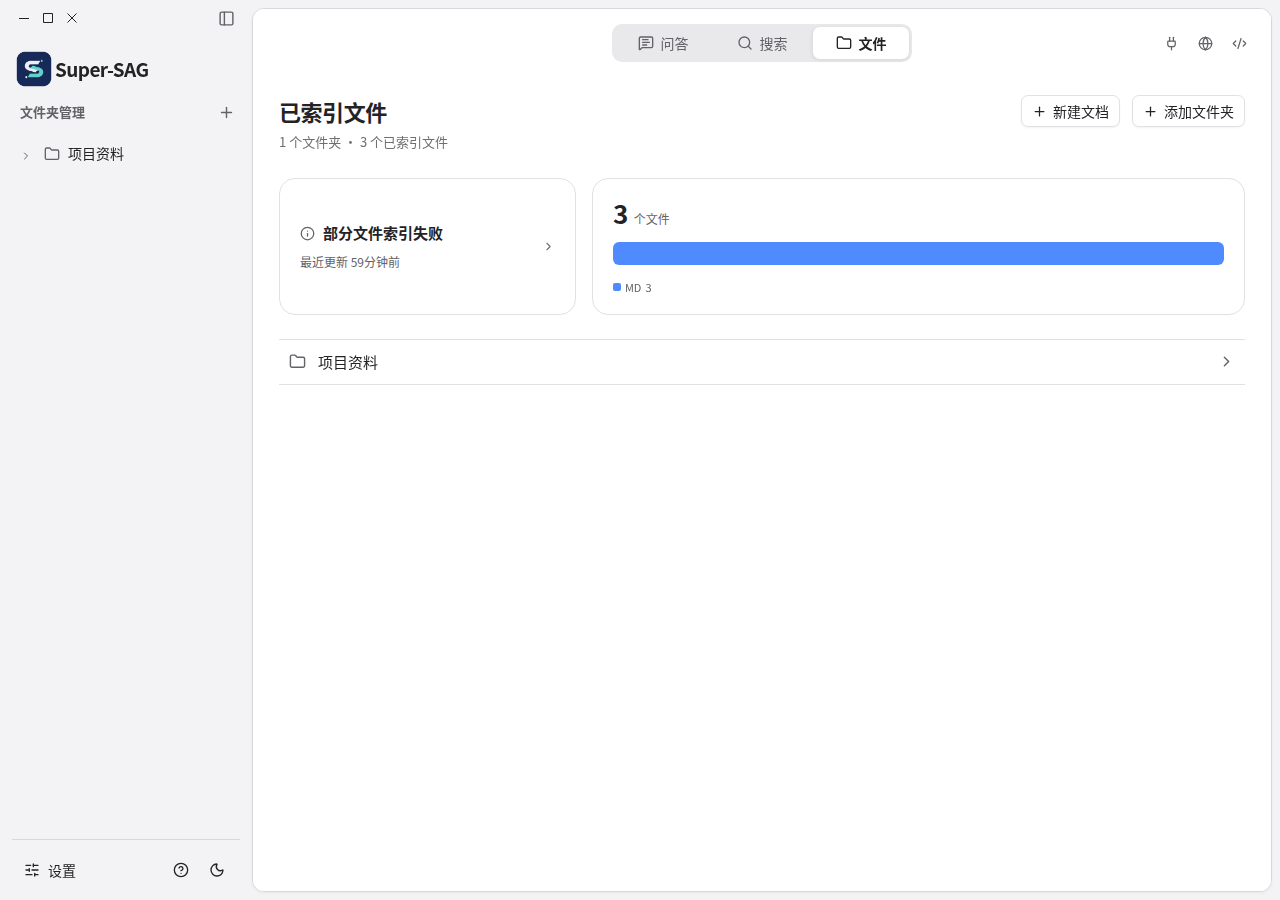 Super-SAG
文件夹管理
项目资料
设置
问答
搜索
文件
已索引文件
1 个文件夹 · 3 个已索引文件
新建文档
添加文件夹
部分文件索引失败
最近更新 59分钟前
3 个文件
MD 3
项目资料